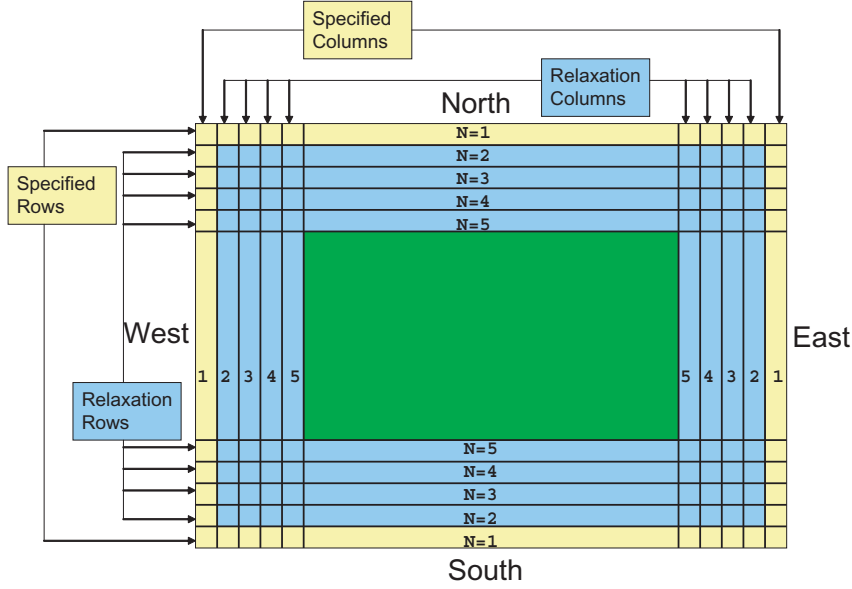 Specified
Columns
Relaxation
Columns
North
N=1
N=2
N=3
N=4
N=5
Specified
Rows
West
East
1 2 3 4 5
5 4 3 2 1
Relaxation
Rows
N=5
N=4
N=3
N=2
N=1
South